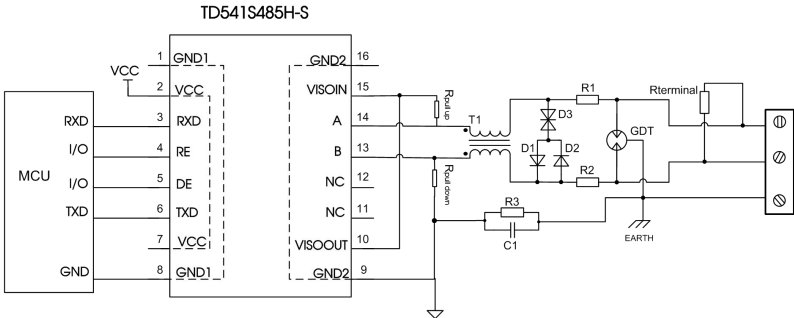 TD541S485H-S
1 GND1 GND2 16
VCC
2 VCC VISOIN 15
RXD 3 RXD A 14
I/O 4 RE B 13
MCU
I/O 5 DE NC 12
TXD 6 TXD NC 11
7 VCC VISOOUT 10
GND 8 GND1 GND2 9
Rpull up
Rpull down
T1
D3
D1 D2
R1
R2
GDT
Rterminal
R3
C1
EARTH